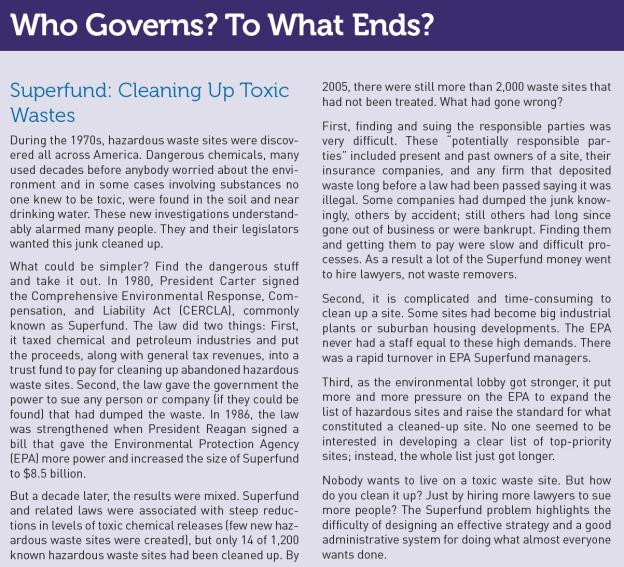 Who Governs? To What Ends?
Superfund: Cleaning Up Toxic
Wastes
During the 1970s, hazardous waste sites were discov-
ered all across America. Dangerous chemicals, many
used decades before anybody worried about the envi-
ronment and in some cases involving substances no
one knew to be toxic, were found in the soil and near
drinking water. These new investigations understand-
ably alarmed many people. They and their legislators
wanted this junk cleaned up.
What could be simpler? Find the dangerous stuff
and take it out. In 1980, President Carter signed
the Comprehensive Environmental Response, Com-
pensation, and Liability Act (CERCLA), commonly
known as Superfund. The law did two things: First,
it taxed chemical and petroleum industries and put
the proceeds, along with general tax revenues, into a
trust fund to pay for cleaning up abandoned hazardous
waste sites. Second, the law gave the government the
power to sue any person or company (if they could be
found) that had dumped the waste. In 1986, the law
was strengthened when President Reagan signed a
bill that gave the Environmental Protection Agency
(EPA) more power and increased the size of Superfund
to $8.5 billion.
But a decade later, the results were mixed. Superfund
and related laws were associated with steep reduc-
tions in levels of toxic chemical releases (few new haz-
ardous waste sites were created), but only 14 of 1,200
known hazardous waste sites had been cleaned up. By
2005, there were still more than 2,000 waste sites that
had not been treated. What had gone wrong?
First, finding and suing the responsible parties was
very difficult. These “potentially responsible par-
ties” included present and past owners of a site, their
insurance companies, and any firm that deposited
waste long before a law had been passed saying it was
illegal. Some companies had dumped the junk know-
ingly, others by accident; still others had long since
gone out of business or were bankrupt. Finding them
and getting them to pay were slow and difficult pro-
cesses. As a result a lot of the Superfund money went
to hire lawyers, not waste removers.
Second, it is complicated and time-consuming to
clean up a site. Some sites had become big industrial
plants or suburban housing developments. The EPA
never had a staff equal to these high demands. There
was a rapid turnover in EPA Superfund managers.
Third, as the environmental lobby got stronger, it put
more and more pressure on the EPA to expand the
list of hazardous sites and raise the standard for what
constituted a cleaned-up site. No one seemed to be
interested in developing a clear list of top-priority
sites; instead, the whole list just got longer.
Nobody wants to live on a toxic waste site. But how
do you clean it up? Just by hiring more lawyers to sue
more people? The Superfund problem highlights the
difficulty of designing an effective strategy and a good
administrative system for doing what almost everyone
wants done.